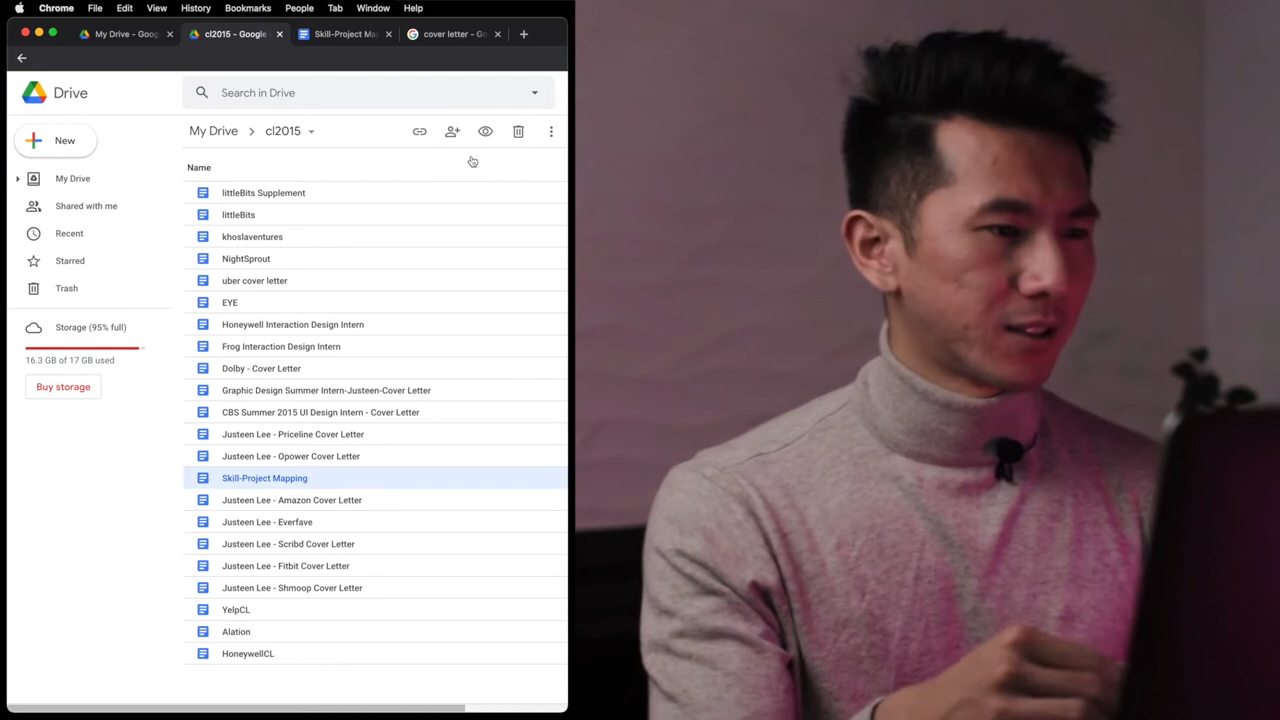 Chrome File Edit View History Bookmarks People Tab Window Help
My Drive - Goog
cl2015 - Google
Skill-Project Ma
cover letter - Go
Drive
Search in Drive
New
My Drive
Shared with me
Recent
Starred
Trash
Storage (95% full)
16.3 GB of 17 GB used
Buy storage
My Drive > cl2015
Name
littleBits Supplement
littleBits
khoslaventures
NightSprout
uber cover letter
EYE
Honeywell Interaction Design Intern
Frog Interaction Design Intern
Dolby - Cover Letter
Graphic Design Summer Intern-Justeen-Cover Letter
CBS Summer 2015 UI Design Intern - Cover Letter
Justeen Lee - Priceline Cover Letter
Justeen Lee - Opower Cover Letter
Skill-Project Mapping
Justeen Lee - Amazon Cover Letter
Justeen Lee - Everfave
Justeen Lee - Scribd Cover Letter
Justeen Lee - Fitbit Cover Letter
Justeen Lee - Shmoop Cover Letter
YelpCL
Alation
HoneywellCL